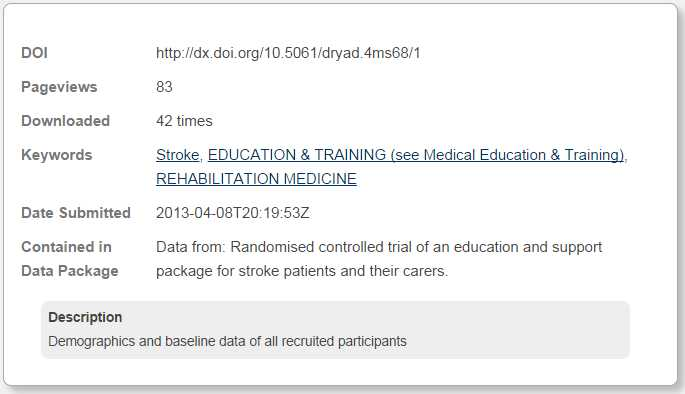 DOI http://dx.doi.org/10.5061/dryad.4ms68/1
Pageviews 83
Downloaded 42 times
Keywords Stroke, EDUCATION & TRAINING (see Medical Education & Training),
REHABILITATION MEDICINE
Date Submitted 2013-04-08T20:19:53Z
Contained in Data from: Randomised controlled trial of an education and support
Data Package package for stroke patients and their carers.
Description
Demographics and baseline data of all recruited participants